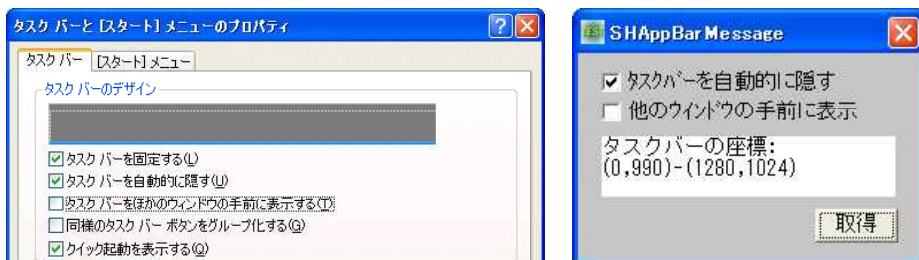 タスク バーと [スタート] メニューのプロパティ
タスク バー [スタート] メニュー
タスク バーのデザイン
タスク バーを固定する(L)
タスク バーを自動的に隠す(U)
タスク バーをほかのウィンドウの手前に表示する(T)
同様のタスク バー ボタンをグループ化する(G)
クイック起動を表示する(Q)
SHAppBarMessage
タスクバーを自動的に隠す
他のウィンドウの手前に表示
タスクバーの座標:
(0,990)-(1280,1024)
取得